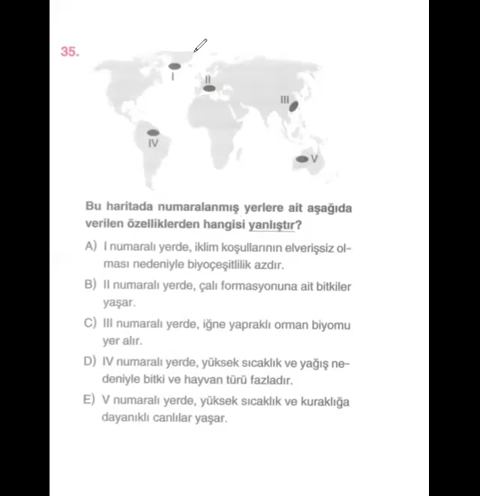 35.
I
II
III
IV
V
Bu haritada numaralanmış yerlere ait aşağıda
verilen özelliklerden hangisi yanlıştır?
A) I numaralı yerde, iklim koşullarının elverişsiz ol-
ması nedeniyle biyoçeşitlilik azdır.
B) II numaralı yerde, çalı formasyonuna ait bitkiler
yaşar.
C) III numaralı yerde, iğne yapraklı orman biyomu
yer alır.
D) IV numaralı yerde, yüksek sıcaklık ve yağış ne-
deniyle bitki ve hayvan türü fazladır.
E) V numaralı yerde, yüksek sıcaklık ve kuraklığa
dayanıklı canlılar yaşar.